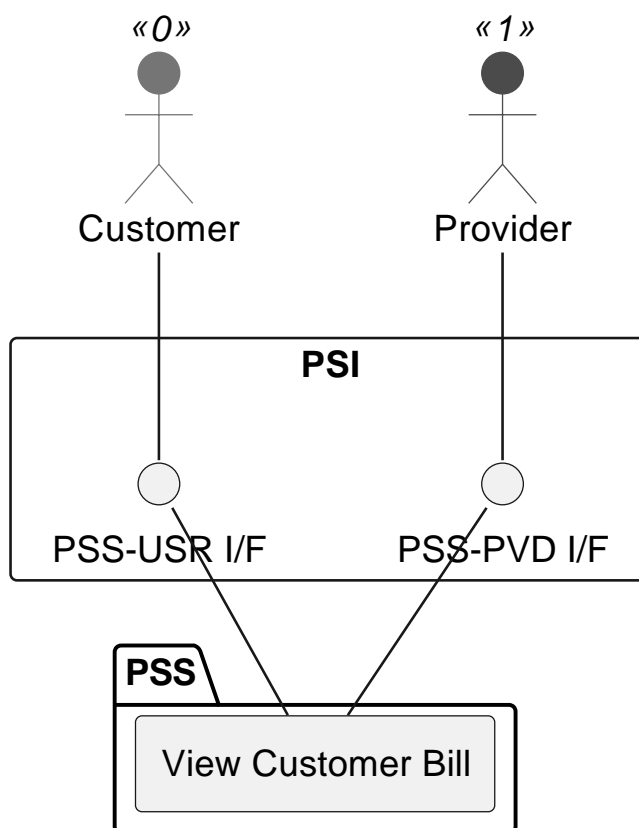 «0» «1»
Customer Provider
PSI
PSS-USR I/F PSS-PVD I/F
PSS
View Customer Bill